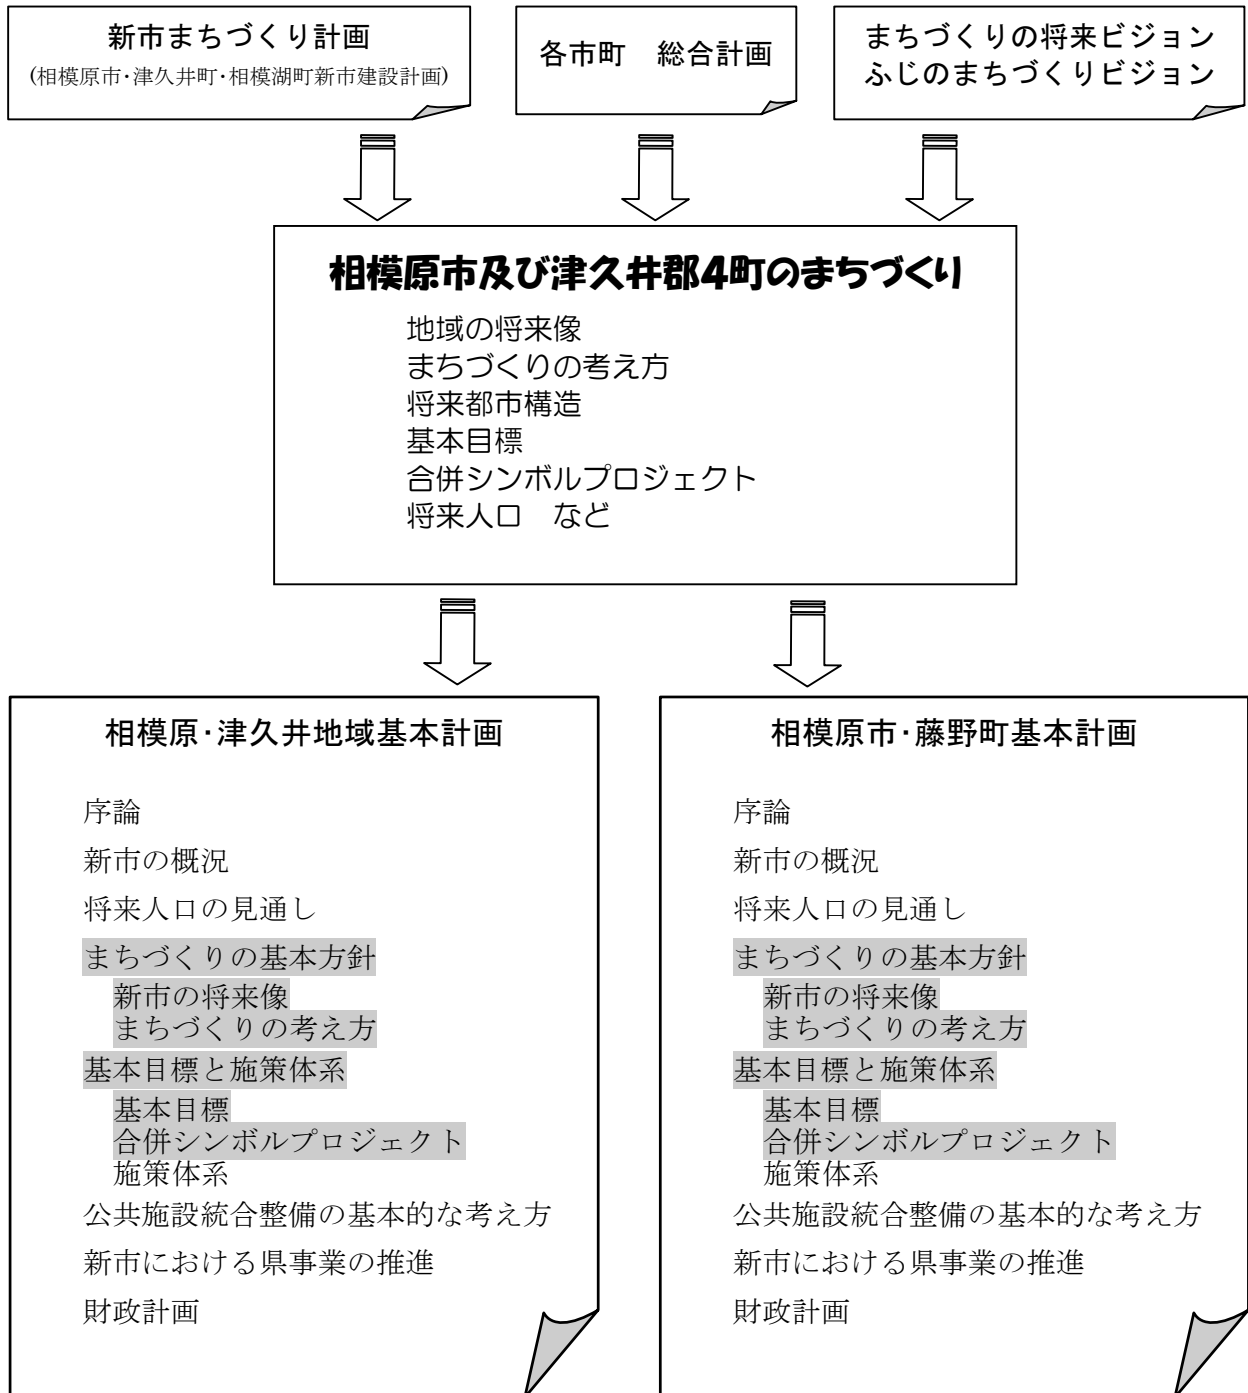 新市まちづくり計画
(相模原市・津久井町・相模湖町新市建設計画)
各市町　総合計画
まちづくりの将来ビジョン
ふじのまちづくりビジョン
相模原市及び津久井郡4町のまちづくり
地域の将来像
まちづくりの考え方
将来都市構造
基本目標
合併シンボルプロジェクト
将来人口　など
相模原・津久井地域基本計画
序論
新市の概況
将来人口の見通し
まちづくりの基本方針
新市の将来像
まちづくりの考え方
基本目標と施策体系
基本目標
合併シンボルプロジェクト
施策体系
公共施設統合整備の基本的な考え方
新市における県事業の推進
財政計画
相模原市・藤野町基本計画
序論
新市の概況
将来人口の見通し
まちづくりの基本方針
新市の将来像
まちづくりの考え方
基本目標と施策体系
基本目標
合併シンボルプロジェクト
施策体系
公共施設統合整備の基本的な考え方
新市における県事業の推進
財政計画